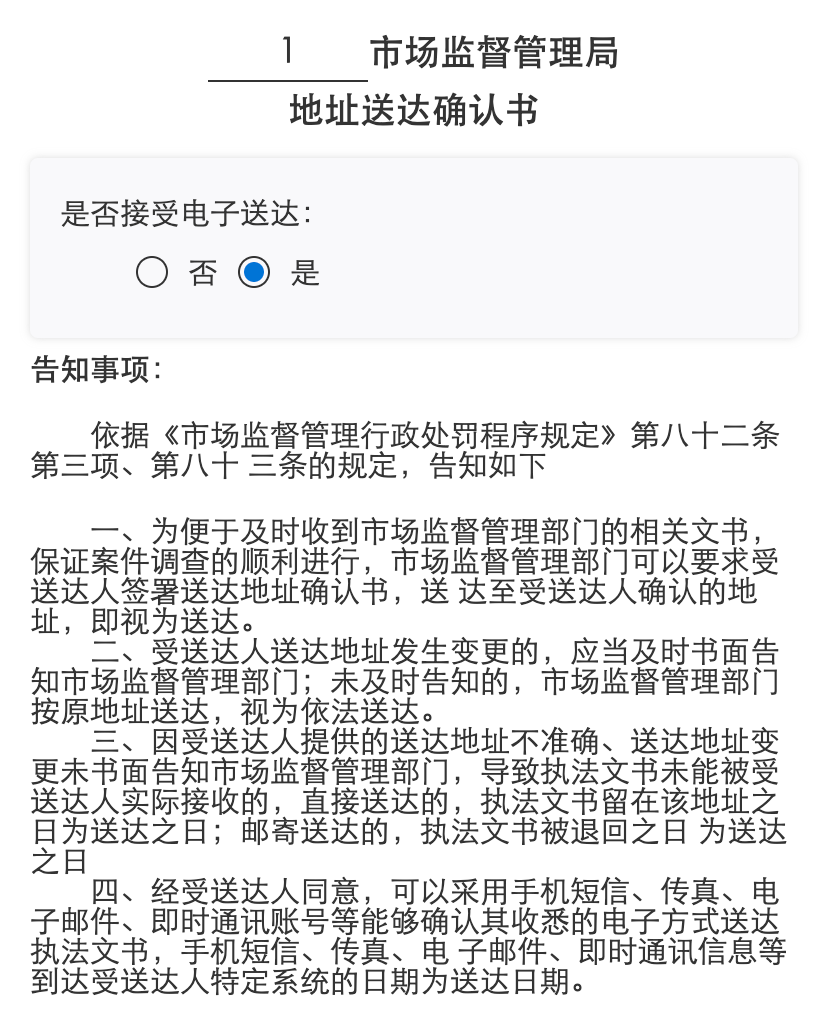 1 市场监督管理局
地址送达确认书
是否接受电子送达：
否 是
告知事项：
依据《市场监督管理行政处罚程序规定》第八十二条
第三项、第八十 三条的规定，告知如下
一、为便于及时收到市场监督管理部门的相关文书，
保证案件调查的顺利进行，市场监督管理部门可以要求受
送达人签署送达地址确认书，送 达至受送达人确认的地
址，即视为送达。
二、受送达人送达地址发生变更的，应当及时书面告
知市场监督管理部门；未及时告知的，市场监督管理部门
按原地址送达，视为依法送达。
三、因受送达人提供的送达地址不准确、送达地址变
更未书面告知市场监督管理部门，导致执法文书未能被受
送达人实际接收的，直接送达的，执法文书留在该地址之
日为送达之日；邮寄送达的，执法文书被退回之日 为送达
之日
四、经受送达人同意，可以采用手机短信、传真、电
子邮件、即时通讯账号等能够确认其收悉的电子方式送达
执法文书，手机短信、传真、电 子邮件、即时通讯信息等
到达受送达人特定系统的日期为送达日期。